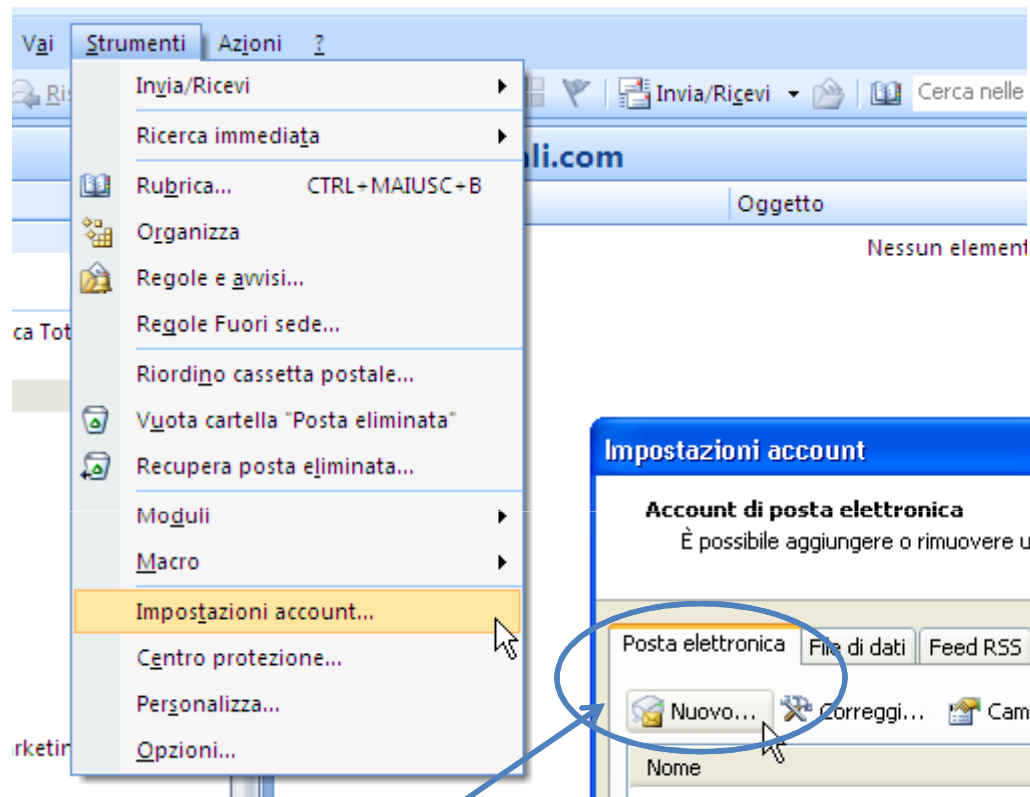 Vai Strumenti Azioni ?
Invia/Ricevi Cerca nelle
Invia/Ricevi
Ricerca immediata
Rubrica... CTRL+MAIUSC+B
Organizza
Regole e avvisi...
Regole Fuori sede...
Riordino cassetta postale...
Vuota cartella "Posta eliminata"
Recupera posta eliminata...
Moduli
Macro
Impostazioni account...
Centro protezione...
Personalizza...
Opzioni...
li.com
Oggetto
Nessun element
ca Tot
Impostazioni account
Account di posta elettronica
È possibile aggiungere o rimuovere u
Posta elettronica File di dati Feed RSS
Nuovo... Correggi... Cam
Nome
rketin